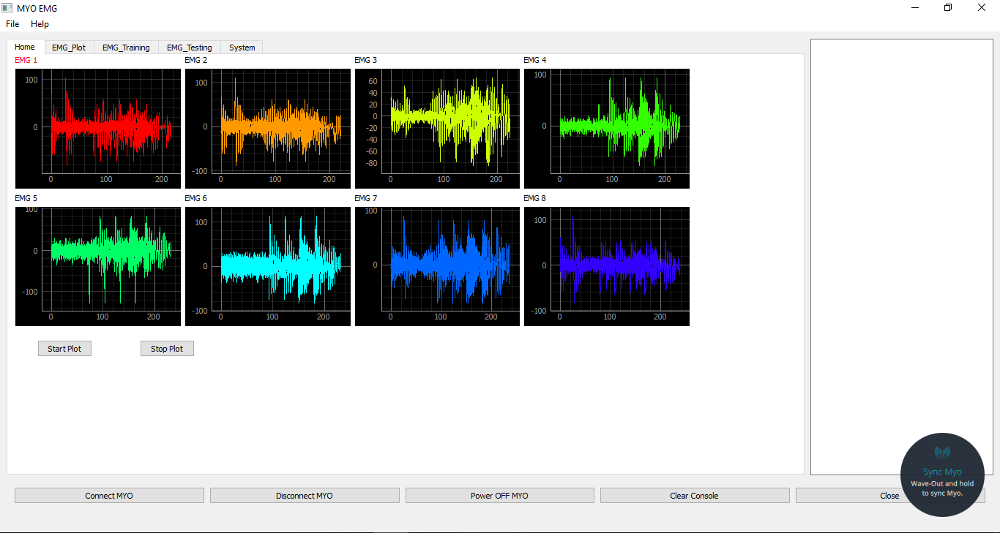 MYO EMG
File Help
Home EMG_Plot EMG_Training EMG_Testing System
EMG 1 EMG 2 EMG 3 EMG 4
100 0 0 100 200
100 0 -100 0 100 200
60 40 20 0 -20 -40 -60 -80 0 100 200
100 0 0 100 200
EMG 5 EMG 6 EMG 7 EMG 8
100 0 -100 0 100 200
100 0 -100 0 100 200
100 0 0 100 200
100 0 -100 0 100 200
Start Plot Stop Plot
Sync Myo
Wave-Out and hold
to sync Myo.
Connect MYO Disconnect MYO Power OFF MYO Clear Console Close